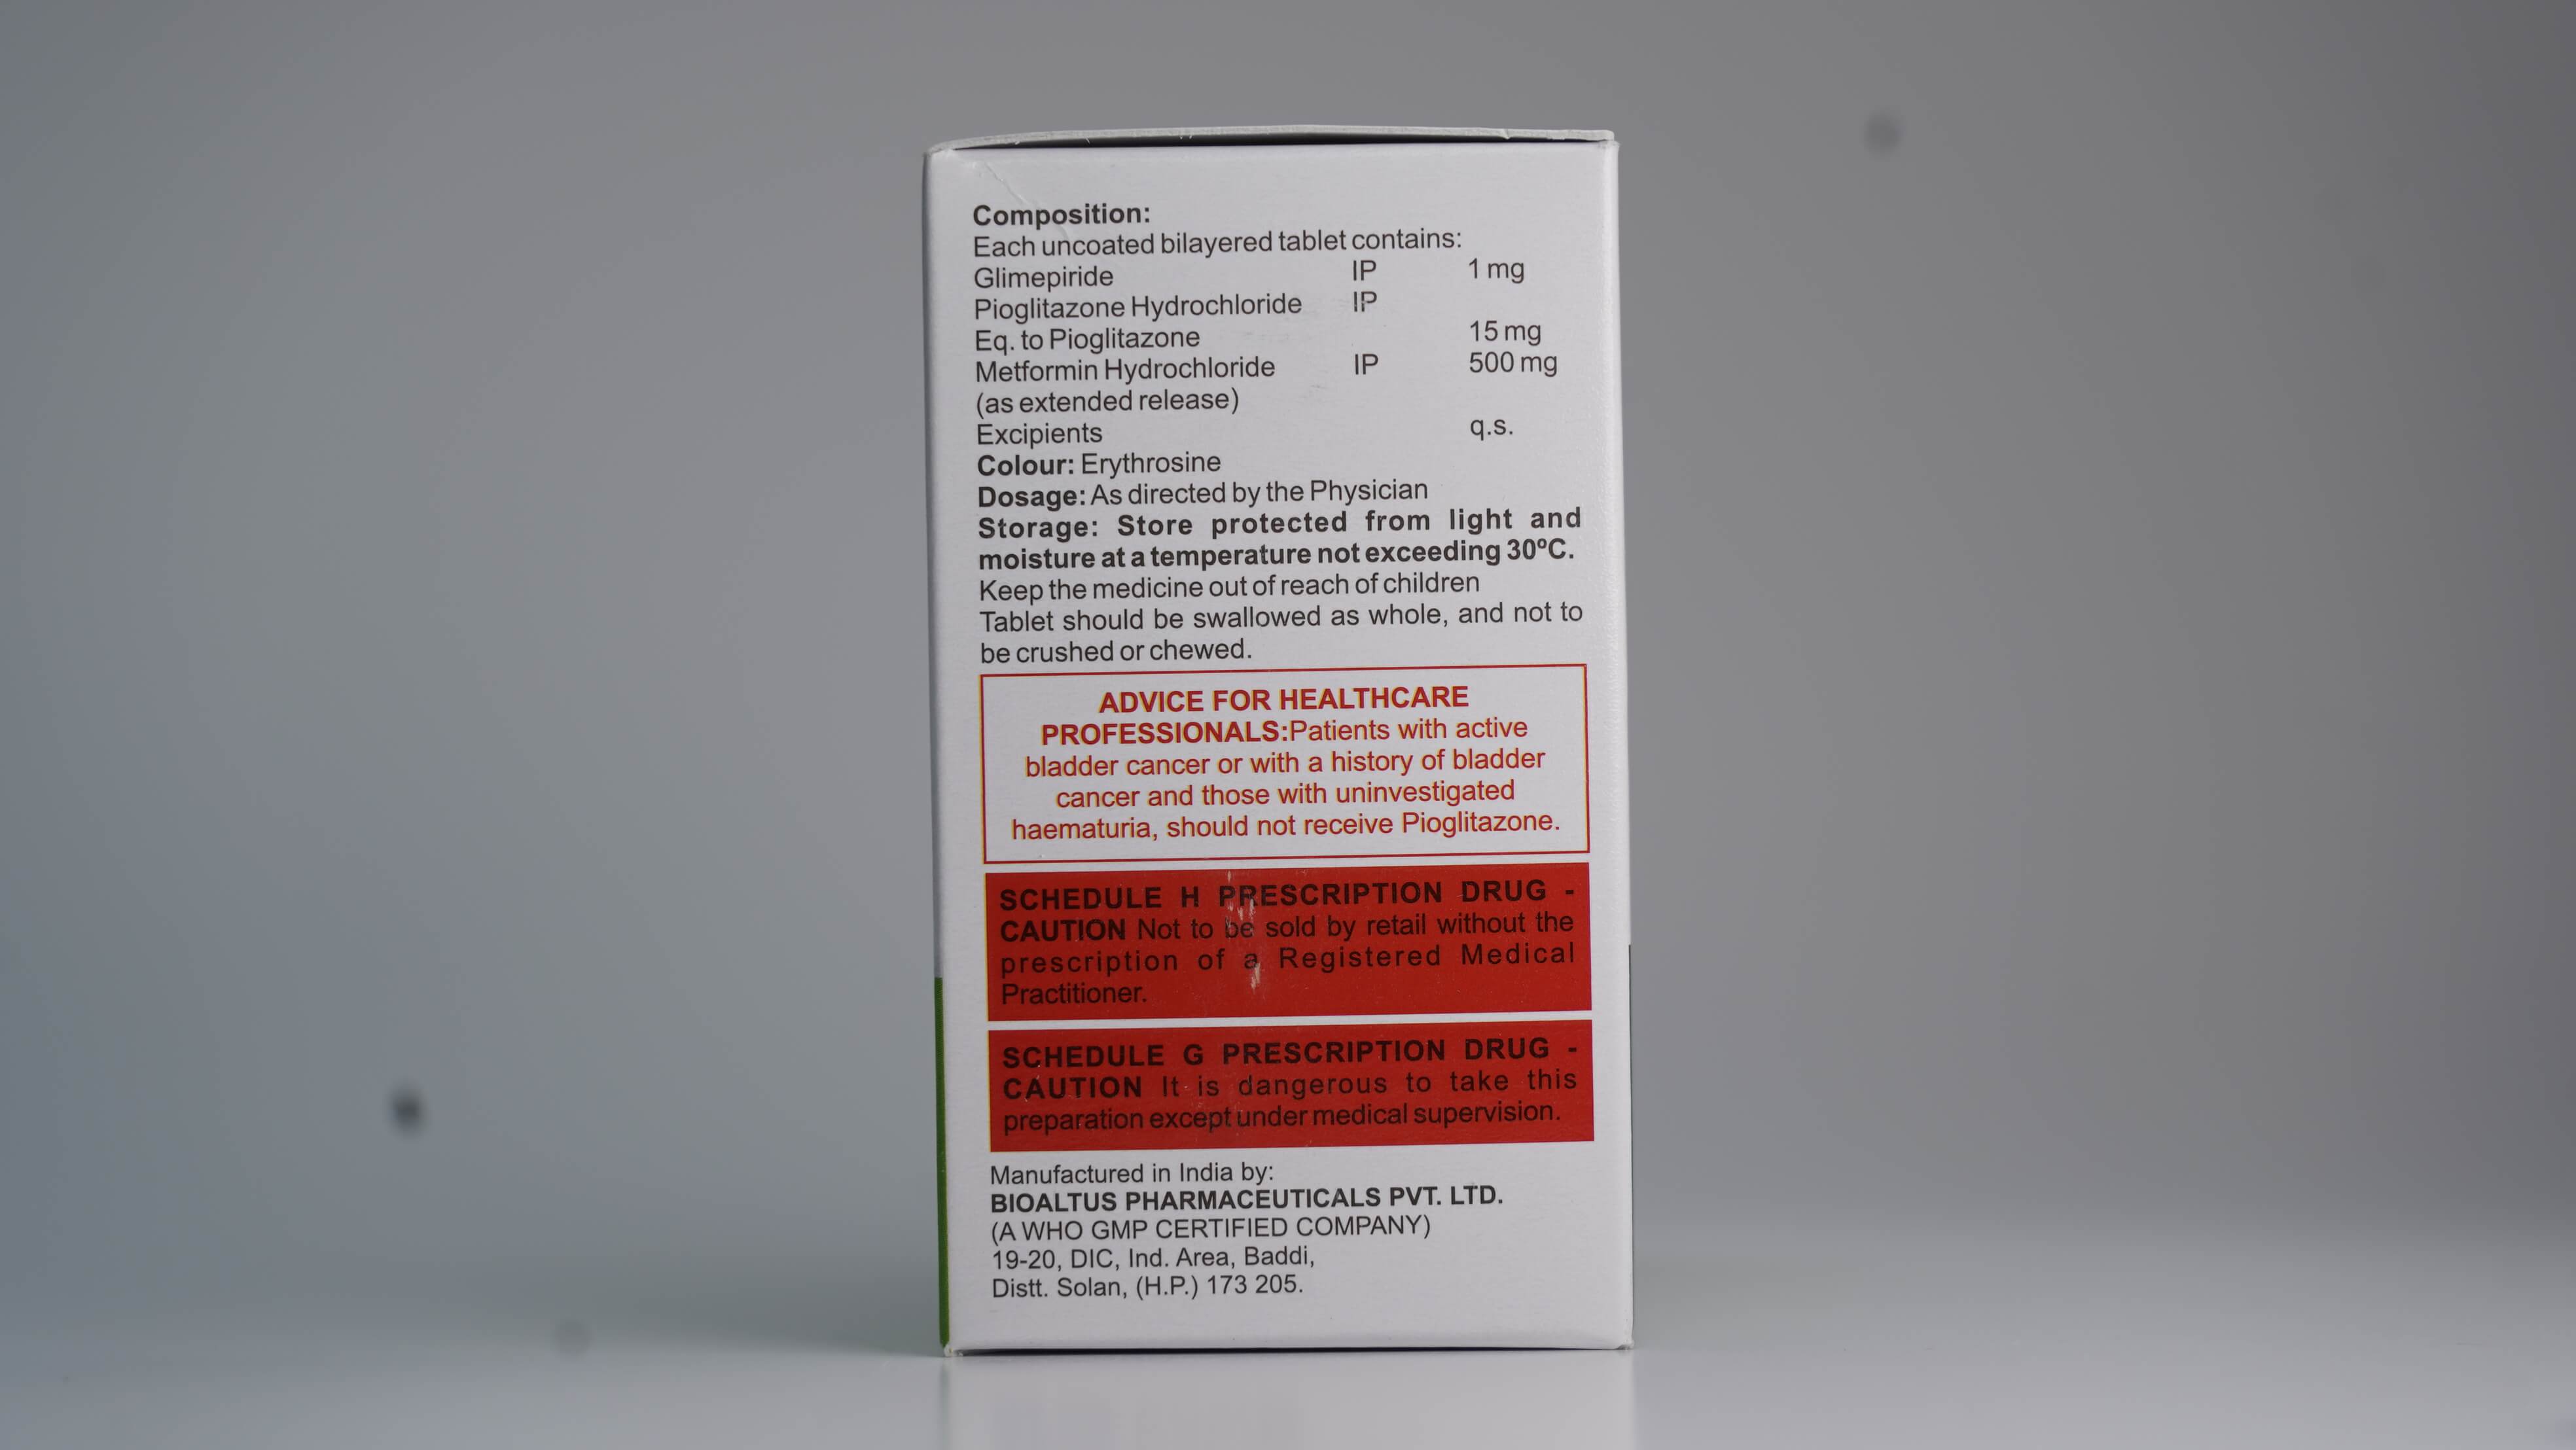 Composition:
Each uncoated bilayered tablet contains:
Glimepiride IP 1 mg
Pioglitazone Hydrochloride IP
Eq. to Pioglitazone 15 mg
Metformin Hydrochloride IP 500 mg
(as extended release)
Excipients q.s.
Colour: Erythrosine
Dosage: As directed by the Physician
Storage: Store protected from light and
moisture at a temperature not exceeding 30ºC.
Keep the medicine out of reach of children
Tablet should be swallowed as whole, and not to
be crushed or chewed.
ADVICE FOR HEALTHCARE
PROFESSIONALS:Patients with active
bladder cancer or with a history of bladder
cancer and those with uninvestigated
haematuria, should not receive Pioglitazone.
SCHEDULE H PRESCRIPTION DRUG -
CAUTION Not to be sold by retail without the
prescription of a Registered Medical
Practitioner.
SCHEDULE G PRESCRIPTION DRUG -
CAUTION It is dangerous to take this
preparation except under medical supervision.
Manufactured in India by:
BIOALTUS PHARMACEUTICALS PVT. LTD.
(A WHO GMP CERTIFIED COMPANY)
19-20, DIC, Ind. Area, Baddi,
Distt. Solan, (H.P.) 173 205.